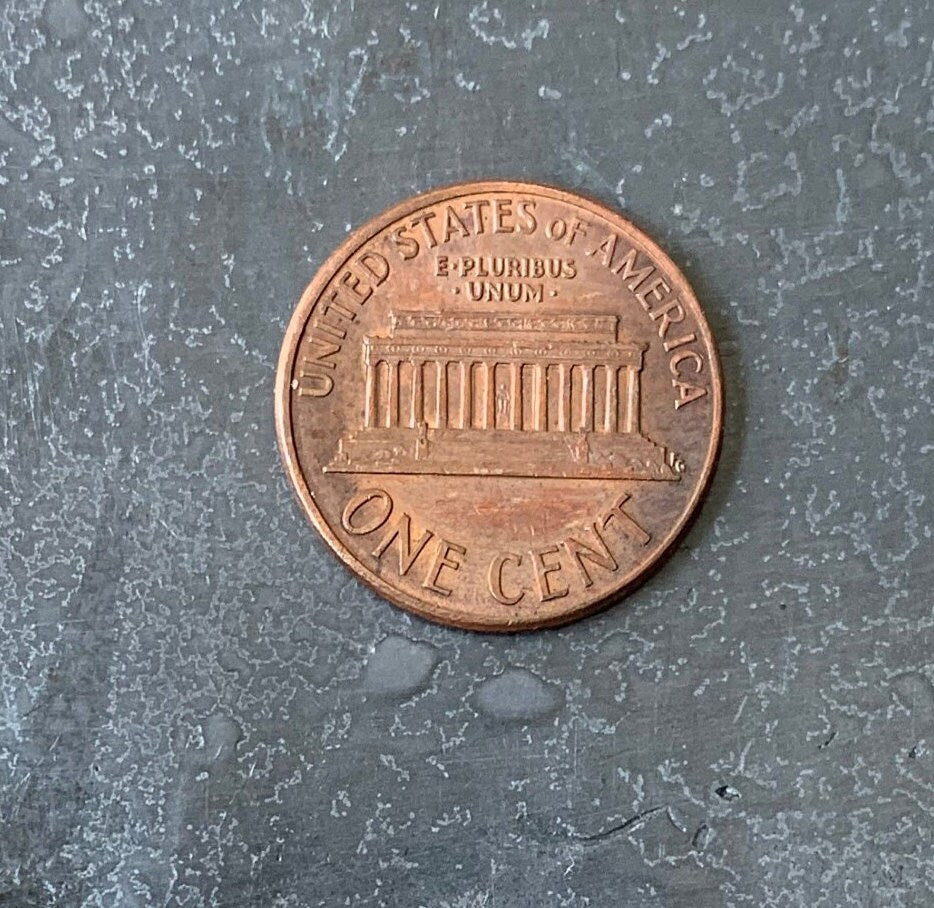 UNITED STATES OF AMERICA
E·PLURIBUS
·UNUM·
ONE CENT